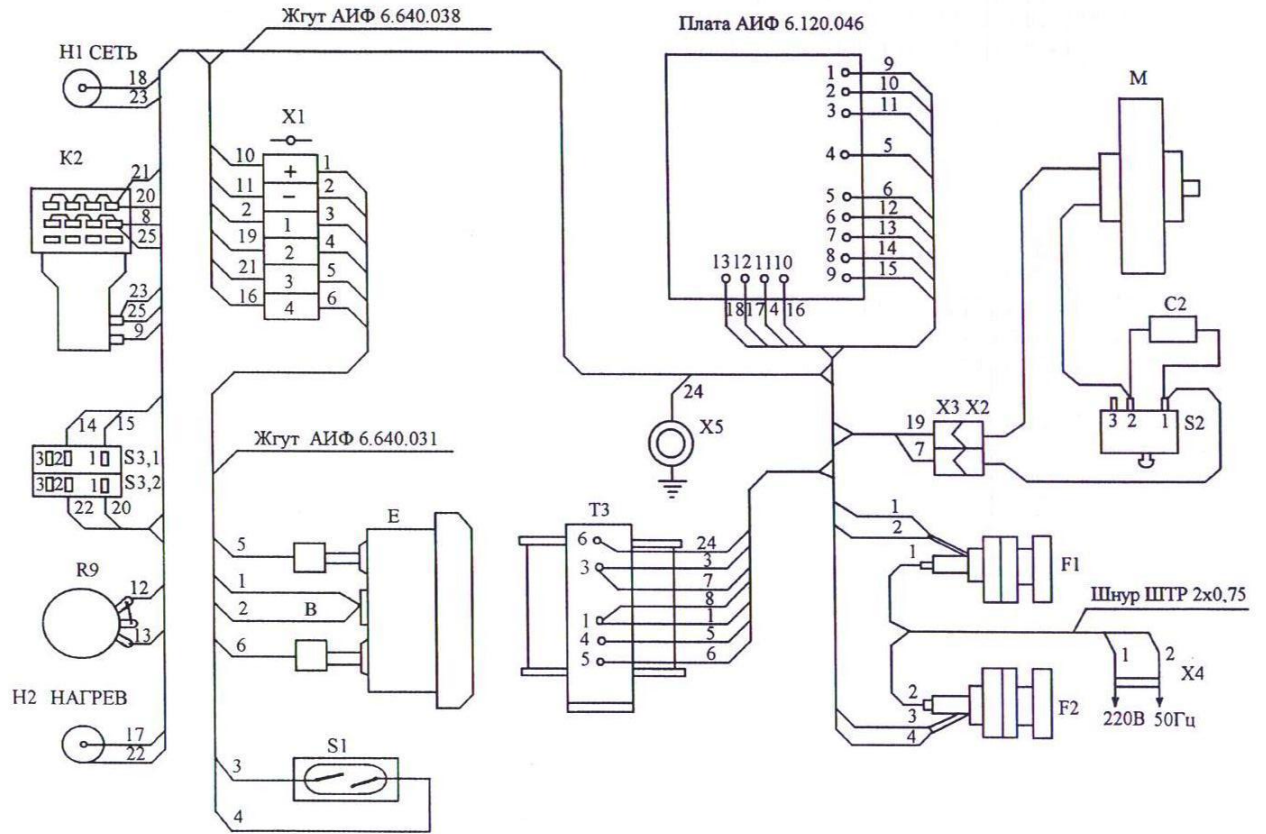 Жгут АИФ 6.640.038
Плата АИФ 6.120.046
Н1 СЕТЬ
18
23
К2
21
20
8
25
23
25
9
Х1
10 + 1
11 − 2
2 1 3
19 2 4
21 3 5
16 4 6
1 9
2 10
3 11
4 5
5 6
6 12
7 13
8 14
9 15
13 12 11 10
18 17 4 16
М
С2
3 2 1 S2
24
Х5
19 Х3 Х2
7
14 15
3 2 1 S3,1
3 2 1 S3,2
22 20
Жгут АИФ 6.640.031
Е
5
1
2 В
6
R9
12
13
Н2 НАГРЕВ
17
22
S1
3
4
Т3
6 24
3 3
7
8
1 1
4 5
5 6
1
2
1 F1
Шнур ШТР 2х0,75
1 2 Х4
220В 50Гц
2 F2
3
4